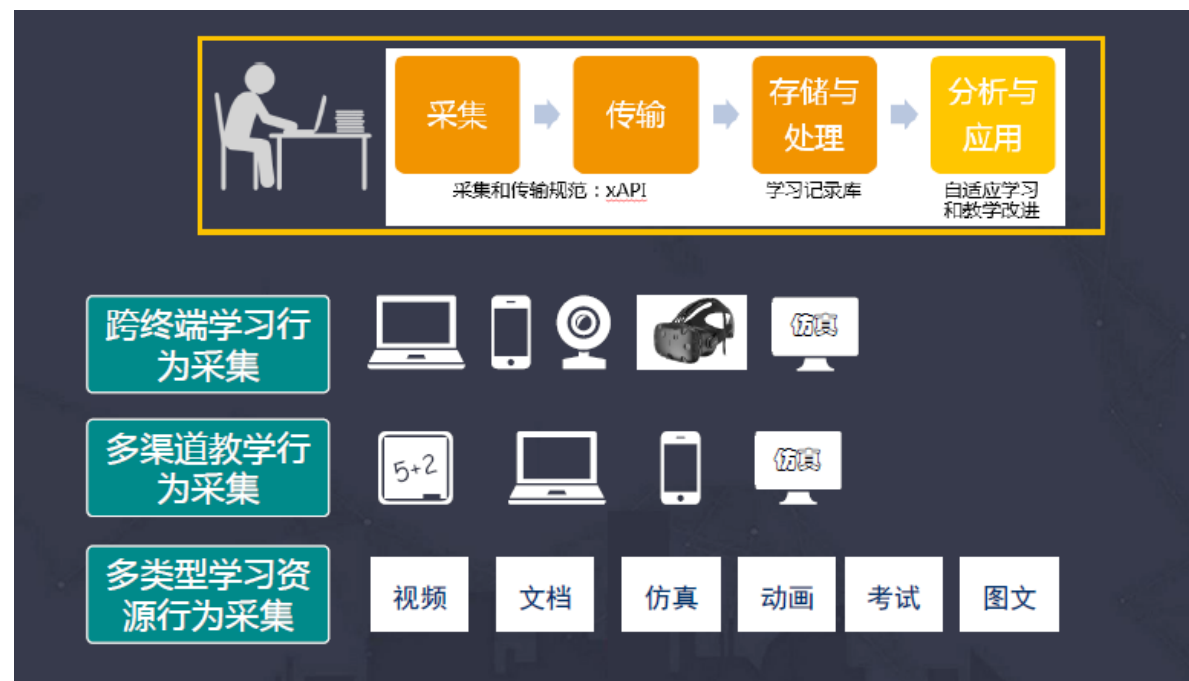 采集
传输
存储与
处理
分析与
应用
采集和传输规范：xAPI
学习记录库
自适应学习
和教学改进
跨终端学习行
为采集
仿真
多渠道教学行
为采集
5+2
仿真
多类型学习资
源行为采集
视频
文档
仿真
动画
考试
图文